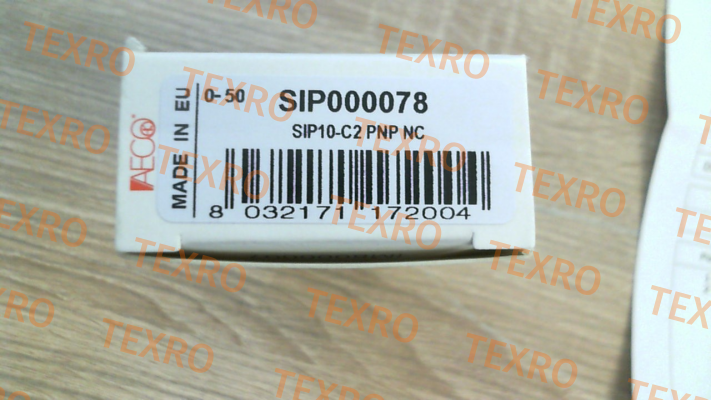 AECO
MADE IN EU
0-50
SIP000078
SIP10-C2 PNP NC
8 032171 172004
TEXRO